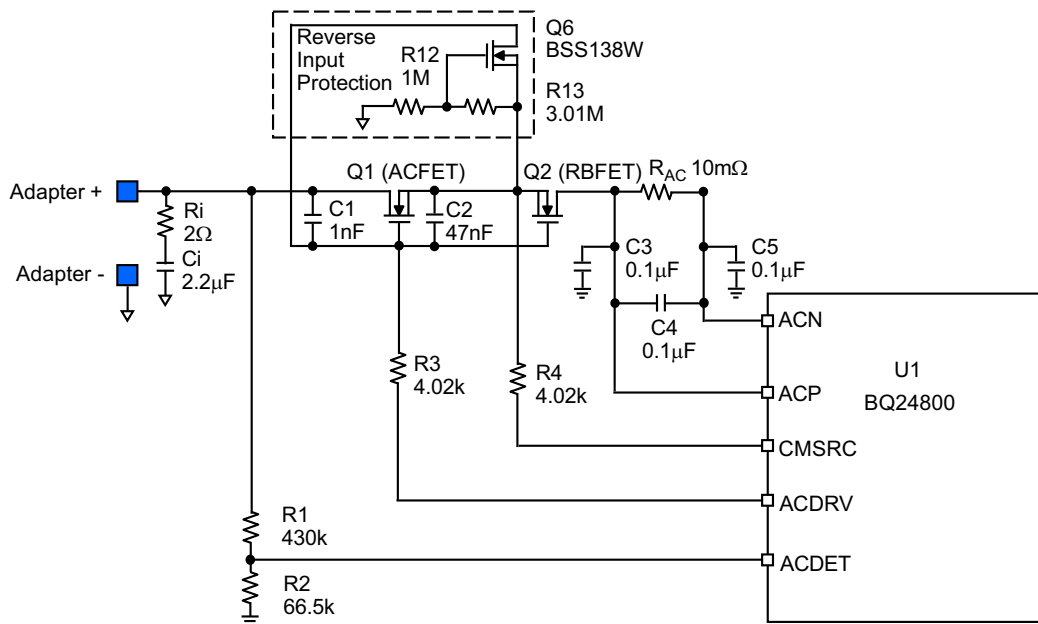 Reverse
Input
Protection
R12
1M
Q6
BSS138W
R13
3.01M
Adapter +
Ri
2Ω
Ci
2.2μF
Adapter -
C1
1nF
Q1 (ACFET)
C2
47nF
Q2 (RBFET)
RAC 10mΩ
C3
0.1μF
C5
0.1μF
C4
0.1μF
R3
4.02k
R4
4.02k
ACN
ACP
CMSRC
ACDRV
ACDET
U1
BQ24800
R1
430k
R2
66.5k